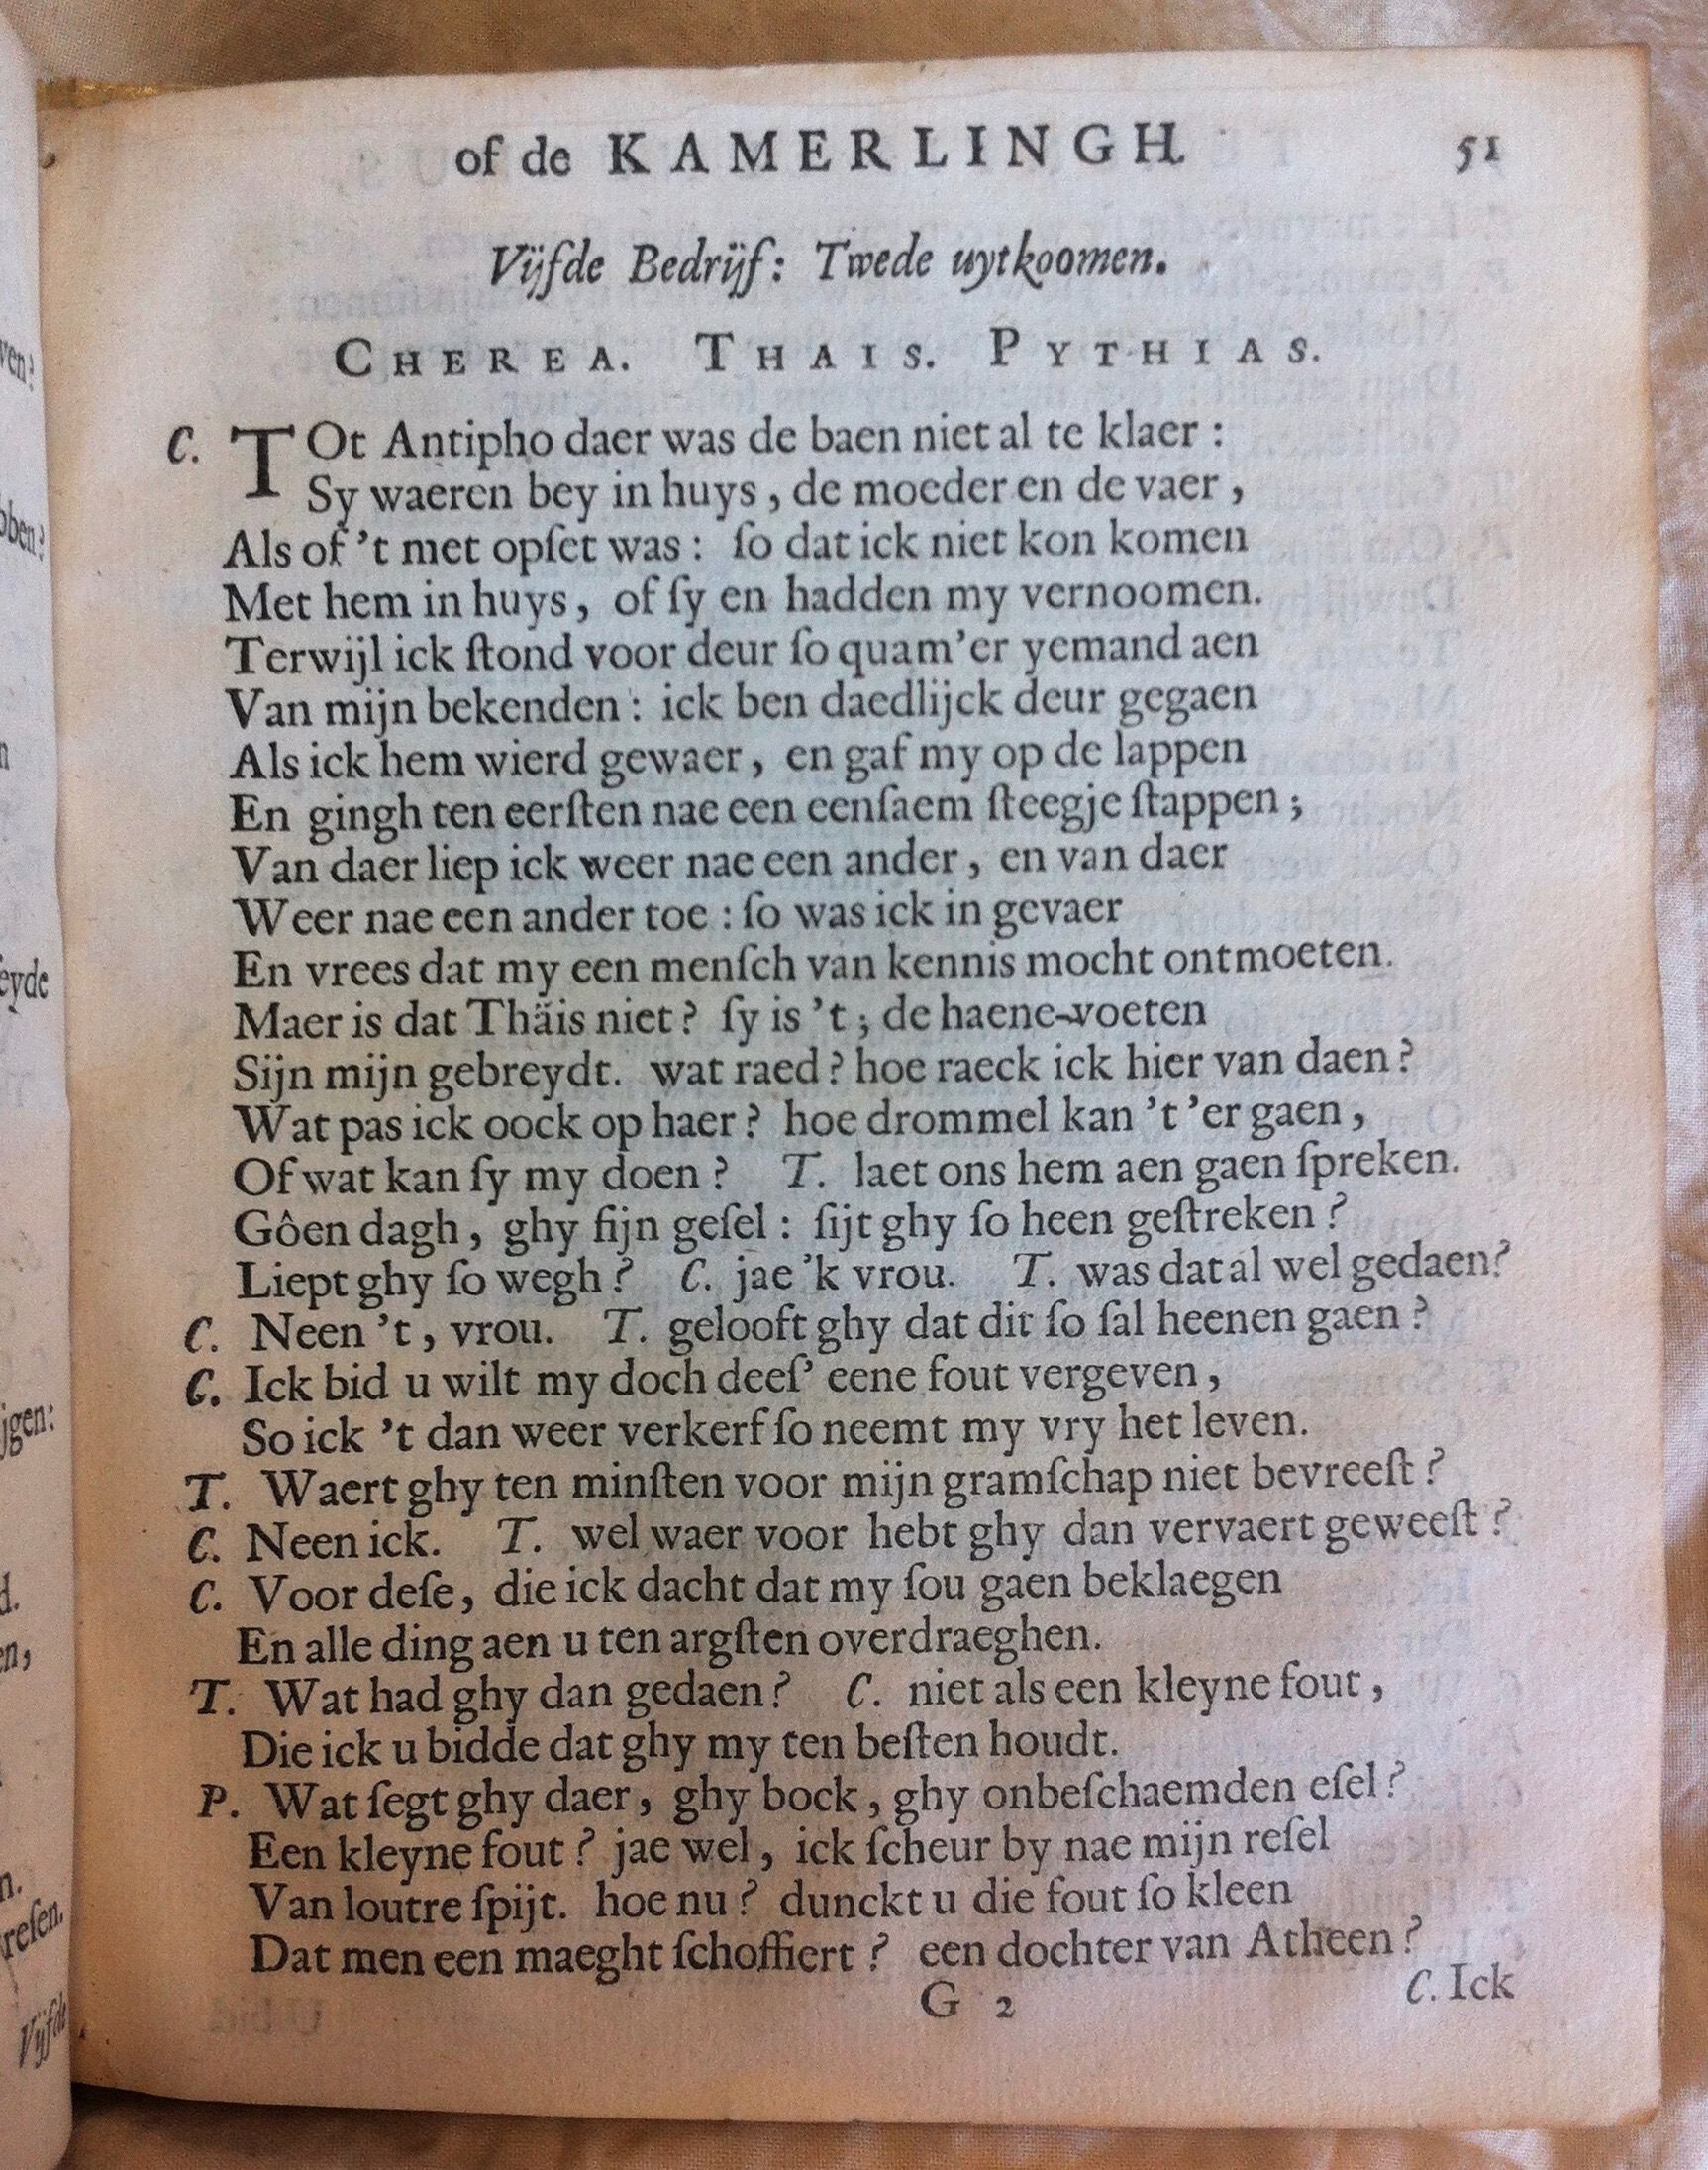 of de KAMERLINGH. 51
Vijfde Bedrijf: Twede uytkoomen.
CHEREA. THAIS. PYTHIAS.
C. TOt Antipho daer was de baen niet al te klaer :
Sy waeren bey in huys , de moeder en de vaer ,
Als of 't met opſet was : ſo dat ick niet kon komen
Met hem in huys , of ſy en hadden my vernoomen.
Terwijl ick ſtond voor deur ſo quam'er yemand aen
Van mijn bekenden : ick ben daedlijck deur gegaen
Als ick hem wierd gewaer , en gaf my op de lappen
En gingh ten eerſten nae een eenſaem ſteegje ſtappen ;
Van daer liep ick weer nae een ander , en van daer
Weer nae een ander toe : ſo was ick in gevaer
En vrees dat my een menſch van kennis mocht ontmoeten.
Maer is dat Thäis niet ? ſy is 't ; de haene-voeten
Sijn mijn gebreydt. wat raed ? hoe raeck ick hier van daen ?
Wat pas ick oock op haer ? hoe drommel kan 't 'er gaen ,
Of wat kan ſy my doen ? T. laet ons hem aen gaen ſpreken.
Gôen dagh , ghy fijn geſel : ſijt ghy ſo heen geſtreken ?
Liept ghy ſo wegh ? C. jae 'k vrou. T. was dat al wel gedaen?
C. Neen 't , vrou. T. gelooft ghy dat dit ſo ſal heenen gaen ?
C. Ick bid u wilt my doch deeſ' eene fout vergeven ,
So ick 't dan weer verkerf ſo neemt my vry het leven.
T. Waert ghy ten minſten voor mijn gramſchap niet bevreeſt ?
C. Neen ick. T. wel waer voor hebt ghy dan vervaert geweeſt ?
C. Voor deſe , die ick dacht dat my ſou gaen beklaegen
En alle ding aen u ten argſten overdraeghen.
T. Wat had ghy dan gedaen ? C. niet als een kleyne fout ,
Die ick u bidde dat ghy my ten beſten houdt.
P. Wat ſegt ghy daer , ghy bock , ghy onbeſchaemden eſel ?
Een kleyne fout ? jae wel , ick ſcheur by nae mijn reſel
Van loutre ſpijt. hoe nu ? dunckt u die fout ſo kleen
Dat men een maeght ſchoffiert ? een dochter van Atheen ?
G 2 C. Ick